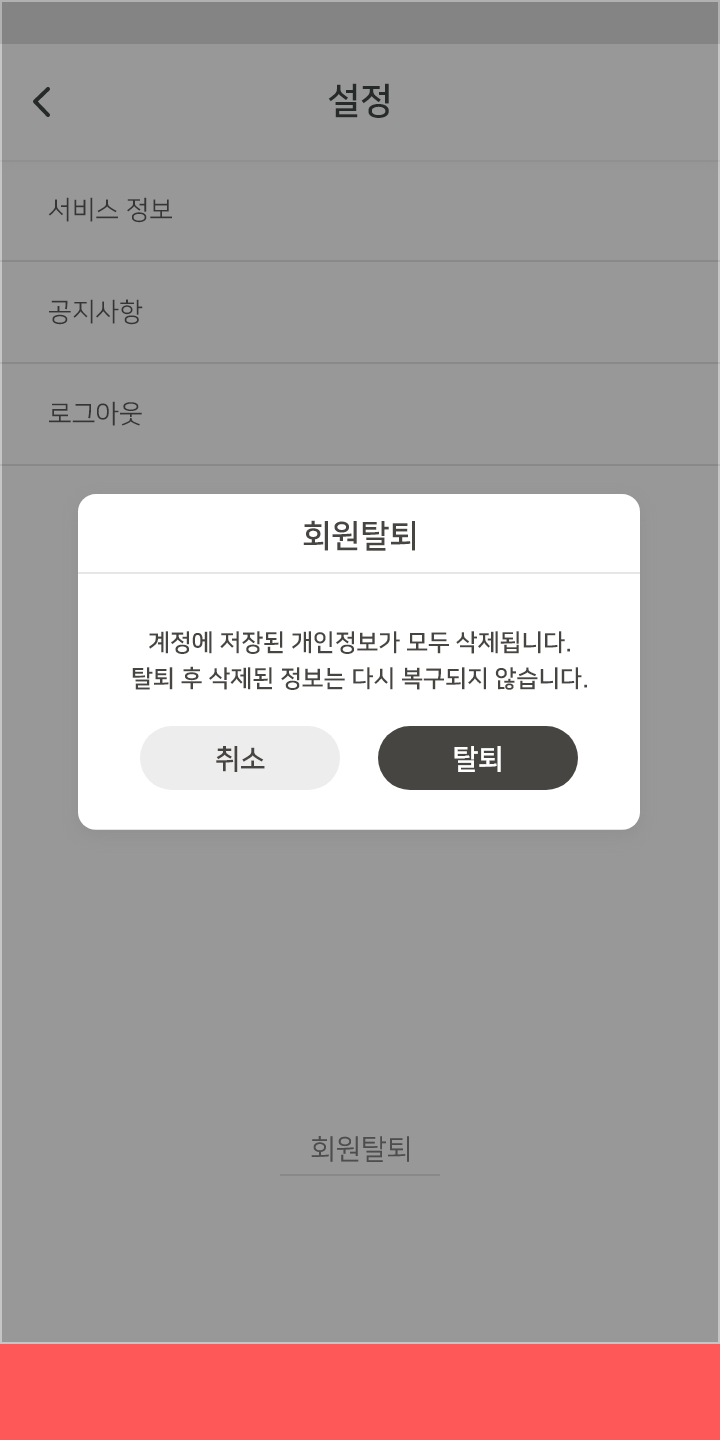 설정
서비스 정보
공지사항
로그아웃
회원탈퇴
계정에 저장된 개인정보가 모두 삭제됩니다.
탈퇴 후 삭제된 정보는 다시 복구되지 않습니다.
취소
탈퇴
회원탈퇴